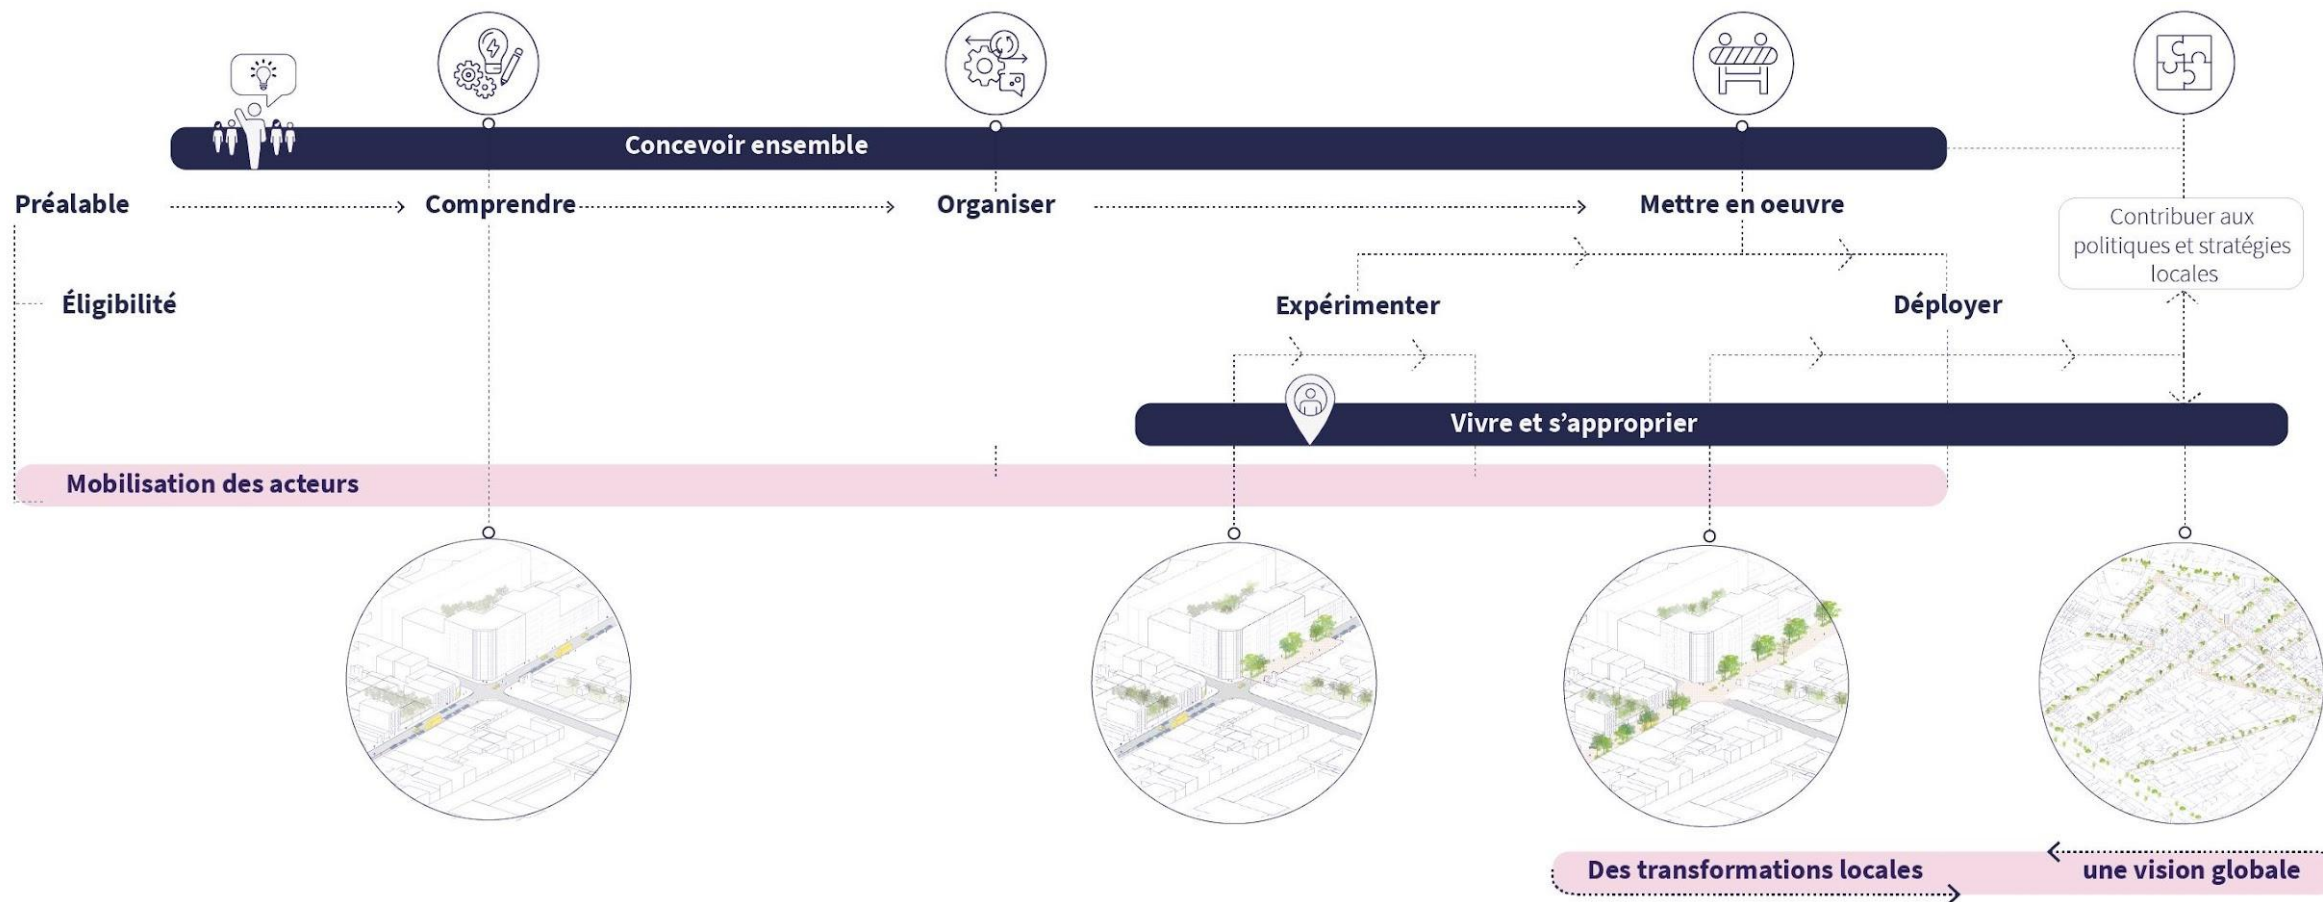 Concevoir ensemble
Préalable
Comprendre
Organiser
Mettre en oeuvre
Contribuer aux
politiques et stratégies
locales
Éligibilité
Expérimenter
Déployer
Vivre et s’approprier
Mobilisation des acteurs
Des transformations locales
une vision globale